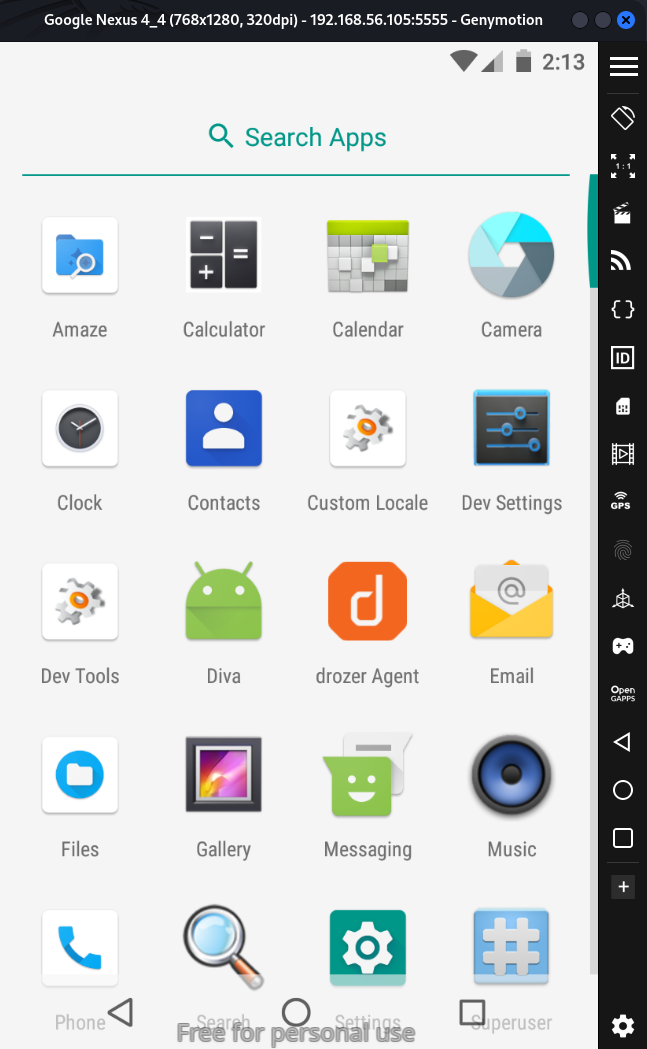 Google Nexus 4_4 (768x1280, 320dpi) - 192.168.56.105:5555 - Genymotion
2:13
Search Apps
Amaze
Calculator
Calendar
Camera
Clock
Contacts
Custom Locale
Dev Settings
Dev Tools
Diva
drozer Agent
Email
Files
Gallery
Messaging
Music
Phone
Search
Settings
Superuser
Free for personal use
1:1
ID
GPS
Open
GAPPS